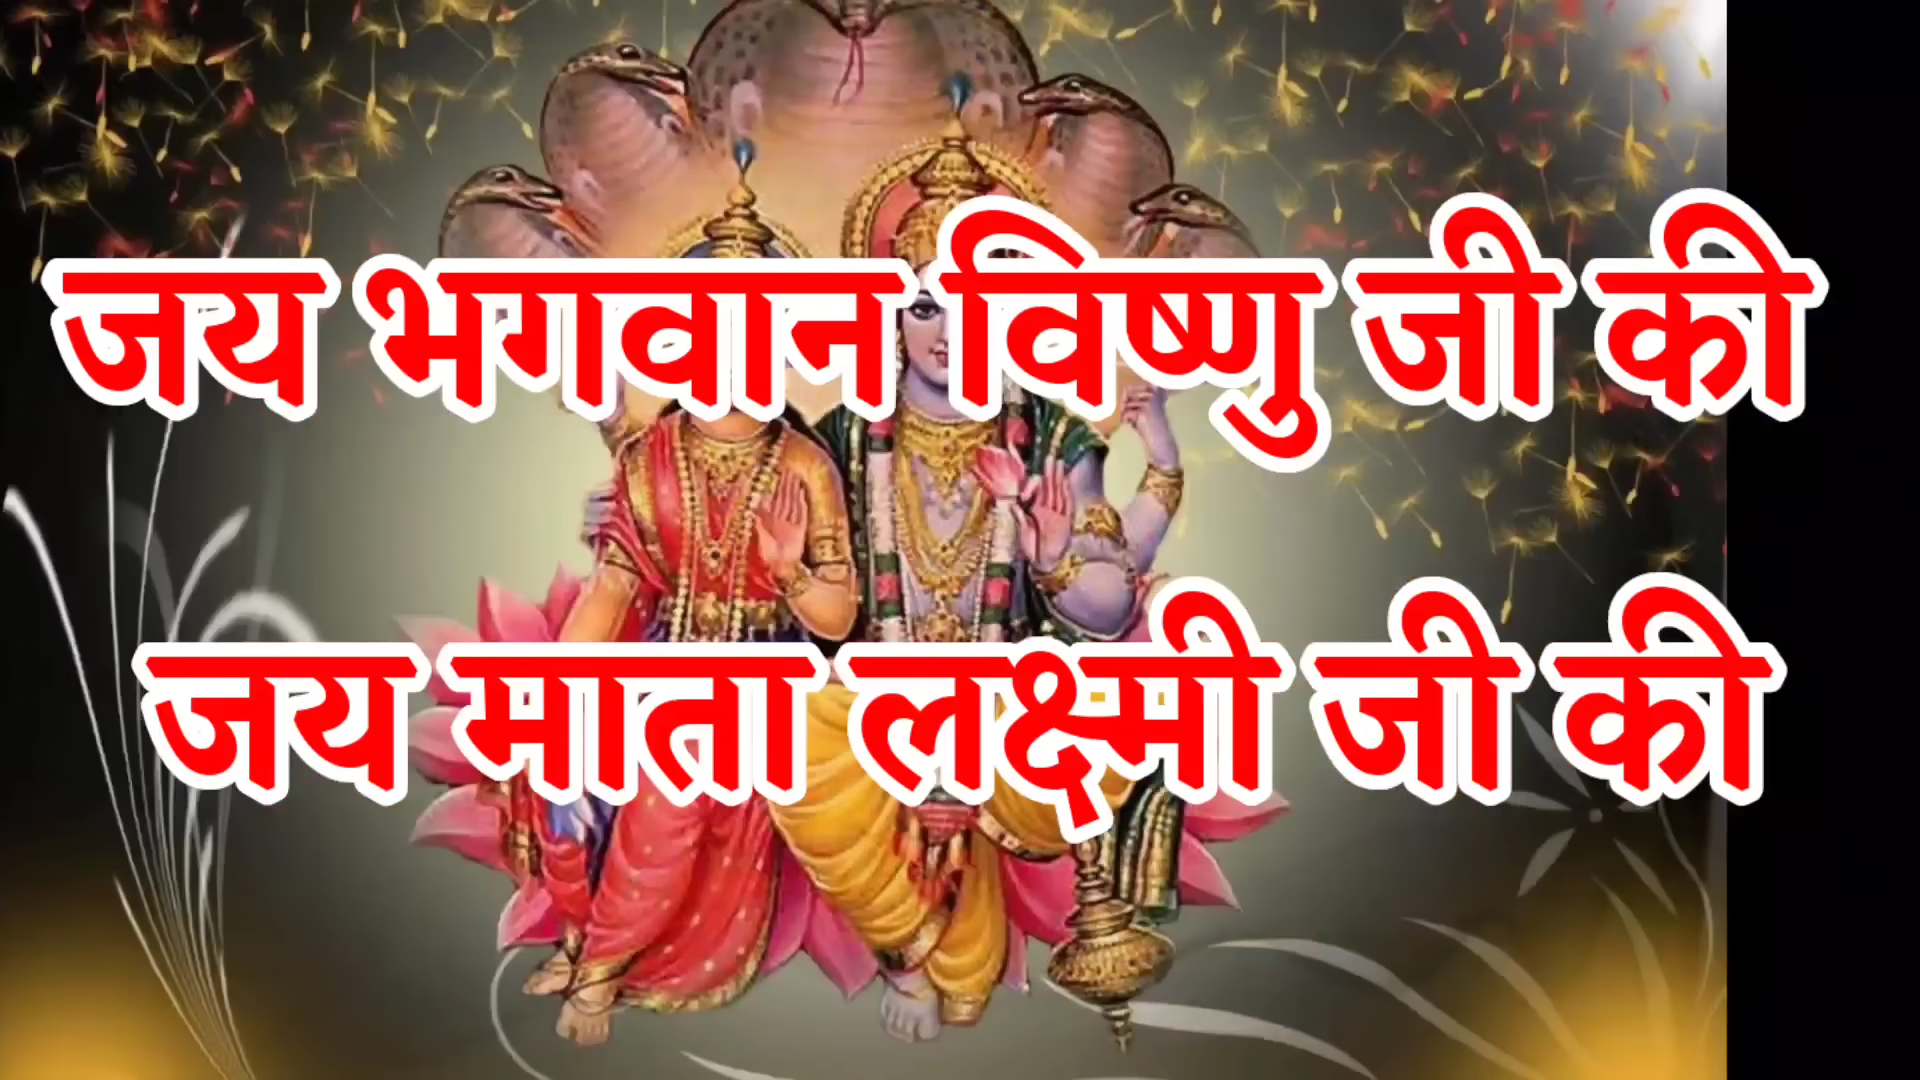 जय भगवान विष्णु जी की
जय माता लक्ष्मी जी की